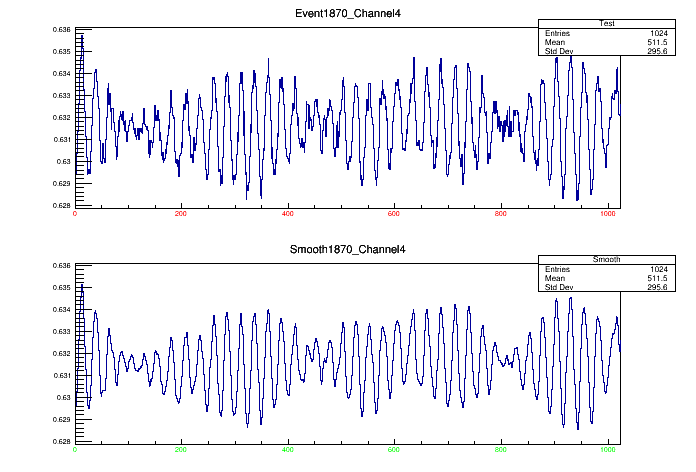 Event1870_Channel4
Test
Entries 1024
Mean 511.5
Std Dev 295.6
0.636
0.635
0.634
0.633
0.632
0.631
0.63
0.629
0.628
0 200 400 600 800 1000
Smooth1870_Channel4
Smooth
Entries 1024
Mean 511.5
Std Dev 295.6
0.636
0.635
0.634
0.633
0.632
0.631
0.63
0.629
0.628
0 200 400 600 800 1000